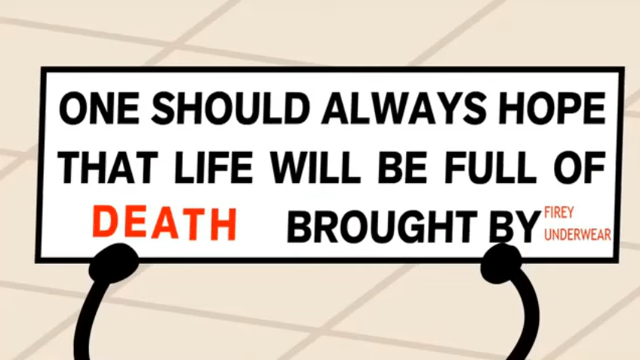 ONE SHOULD ALWAYS HOPE
THAT LIFE WILL BE FULL OF
DEATH BROUGHT BY FIREY
UNDERWEAR